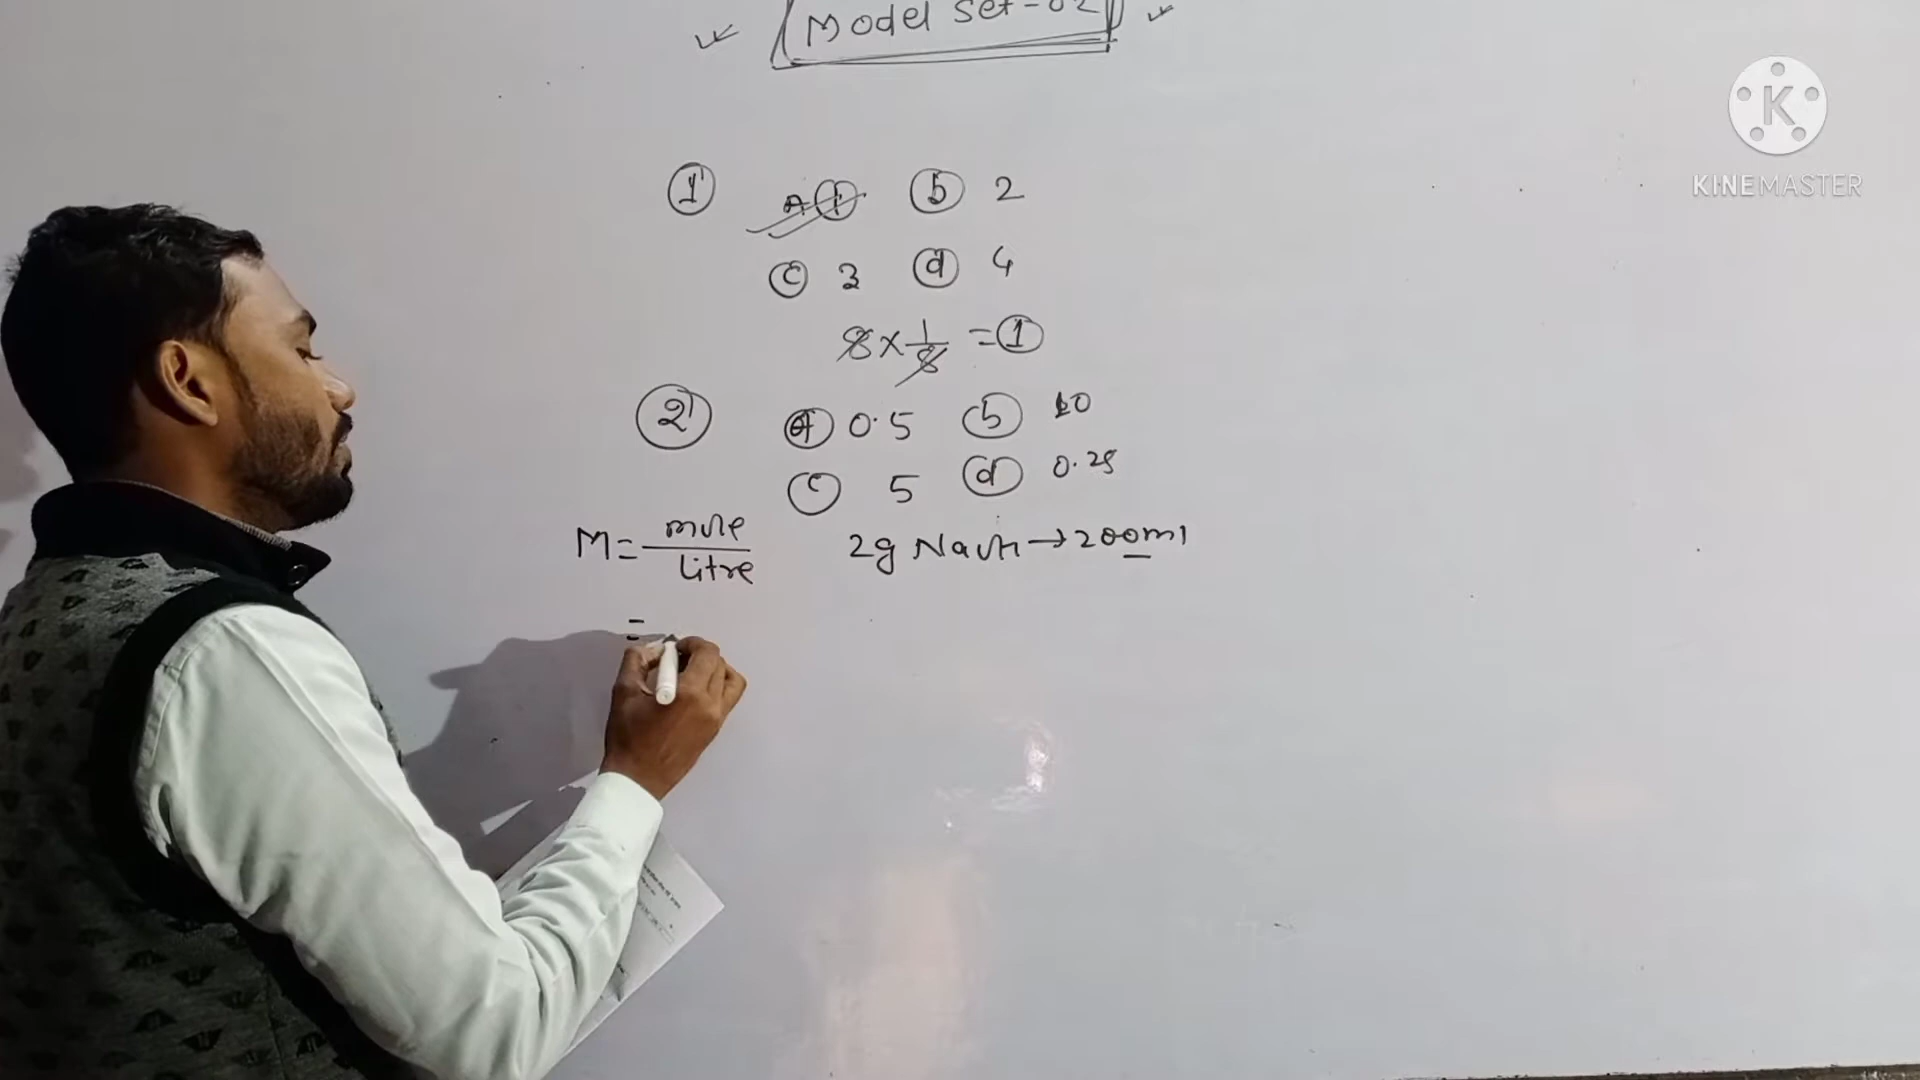 Model Set-02
KINEMASTER
1 A 1 b 2
c 3 d 4
8 × 1/8 = 1
2 A 0.5 b 10
c 5 d 0.25
M = mole/litre 2g NaOH → 200ml
=